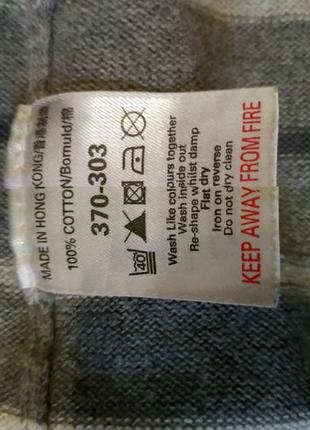 MADE IN HONG KONG/香港制造
100% COTTON/Bomuld/棉
370-303
40
Wash Like colours together
Wash inside out
Re-shape whilst damp
Flat dry
Iron on reverse
Do not dry clean
KEEP AWAY FROM FIRE